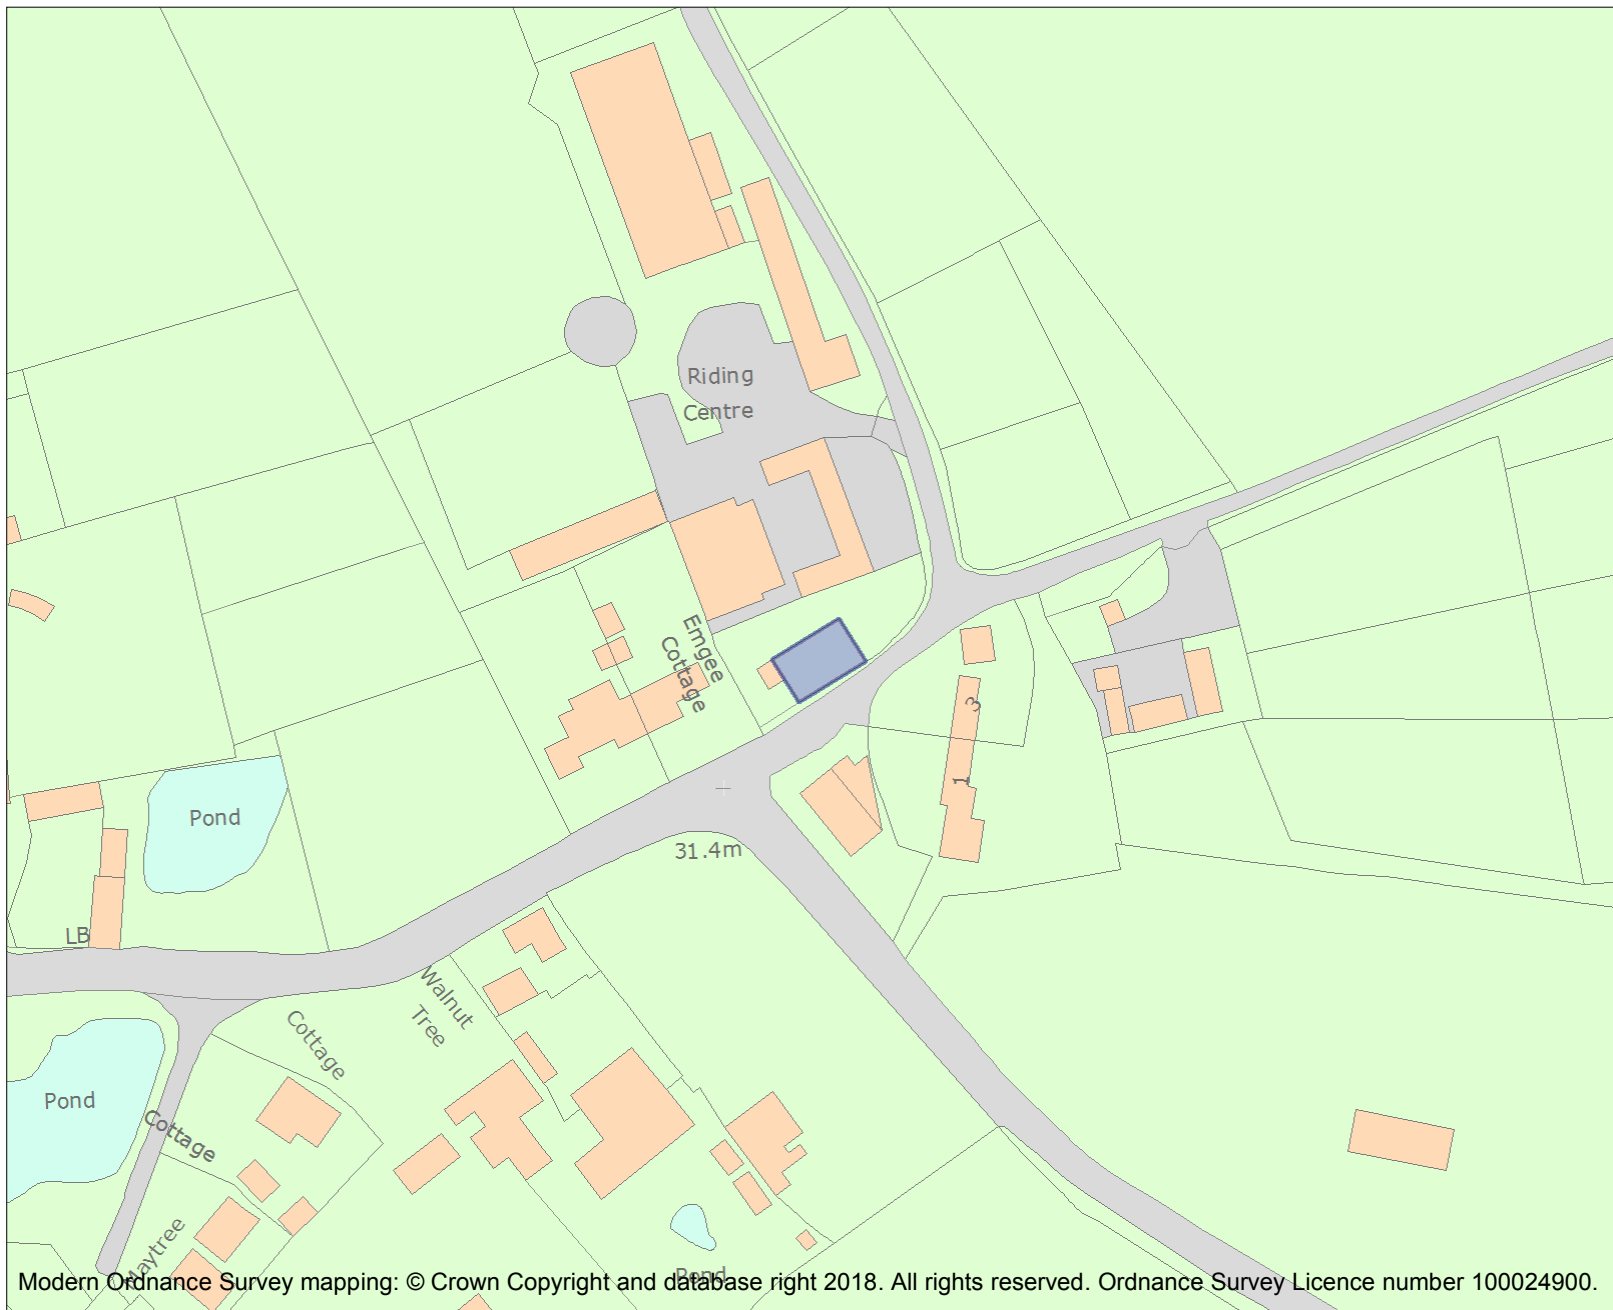 Riding
Centre
Emgee
Cottage
3
1
Pond
31.4m
LB
Walnut
Tree
Cottage
Pond
Cottage
Maytree
Pond
Modern Ordnance Survey mapping: © Crown Copyright and database right 2018. All rights reserved. Ordnance Survey Licence number 100024900.